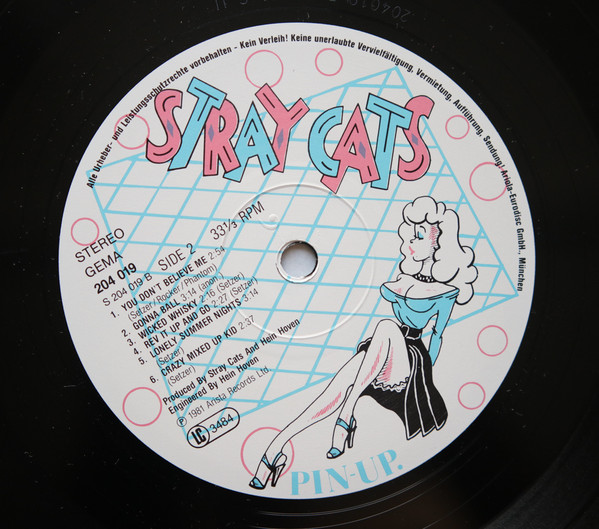 Alle Urheber- und Leistungsschutzrechte vorbehalten - Kein Verleih! Keine unerlaubte Vervielfältigung, Vermietung, Aufführung, Sendung! Ariola-Eurodisc GmbH., München
STRAY CATS
STEREO
GEMA
204 019
S 204 019 B SIDE 2 33⅓ RPM
1. YOU DON'T BELIEVE ME 2:54
(Setzer/Rocker/Phantom)
2. GONNA BALL 3:14 (anon.)
3. WICKED WHISKY 2:16 (Setzer)
4. REV IT UP AND GO 2:27 (Setzer)
5. LONELY SUMMER NIGHTS 3:14
(Setzer)
6. CRAZY MIXED UP KID 2:37
(Setzer)
Produced By Stray Cats And Hein Hoven
Engineered By Hein Hoven
℗ 1981 Arista Records Ltd.
LC 3484
PIN-UP.